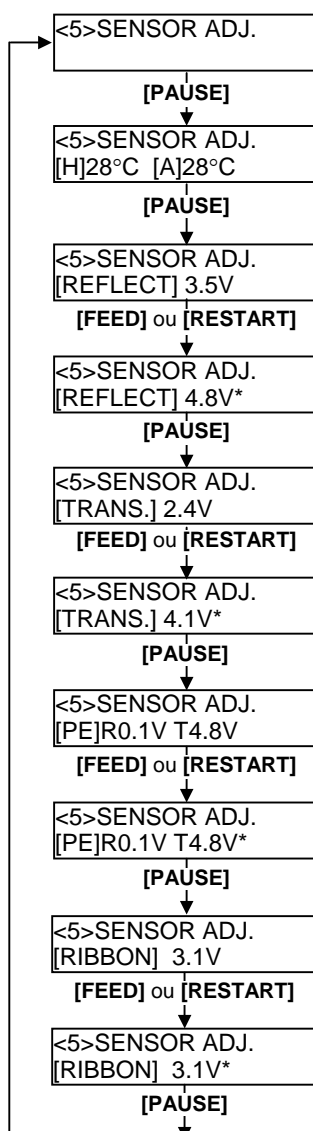 <5>SENSOR ADJ.
[PAUSE]
<5>SENSOR ADJ.
[H]28°C [A]28°C
[PAUSE]
<5>SENSOR ADJ.
[REFLECT] 3.5V
[FEED] ou [RESTART]
<5>SENSOR ADJ.
[REFLECT] 4.8V*
[PAUSE]
<5>SENSOR ADJ.
[TRANS.] 2.4V
[FEED] ou [RESTART]
<5>SENSOR ADJ.
[TRANS.] 4.1V*
[PAUSE]
<5>SENSOR ADJ.
[PE]R0.1V T4.8V
[FEED] ou [RESTART]
<5>SENSOR ADJ.
[PE]R0.1V T4.8V*
[PAUSE]
<5>SENSOR ADJ.
[RIBBON] 3.1V
[FEED] ou [RESTART]
<5>SENSOR ADJ.
[RIBBON] 3.1V*
[PAUSE]